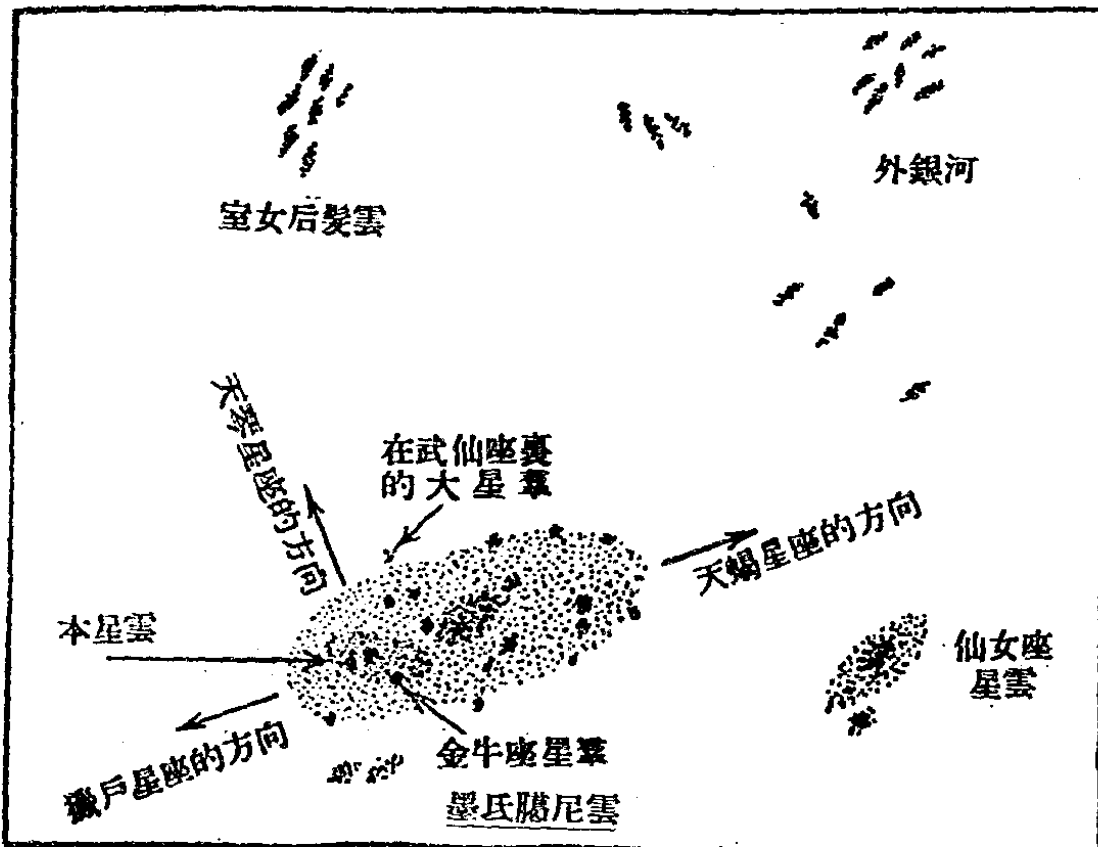 外銀河
室女后髮雲
天琴星座的方向
在武仙座裏
的大星羣
天蝎星座的方向
本星雲
仙女座
星雲
獵戶星座的方向
金牛座星羣
墨氏臈尼雲